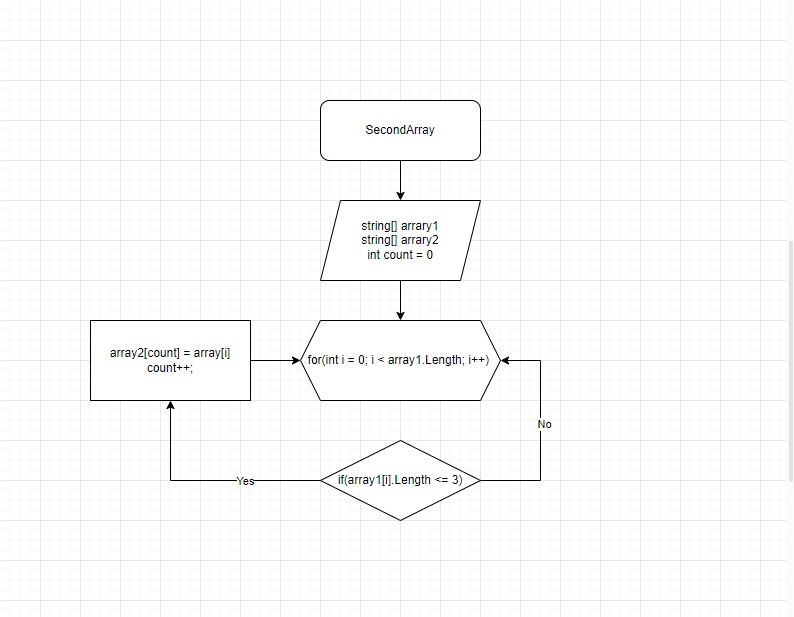 SecondArray
string[] arrary1
string[] arrary2
int count = 0
array2[count] = array[i]
count++;
for(int i = 0; i < array1.Length; i++)
No
if(array1[i].Length <= 3)
Yes